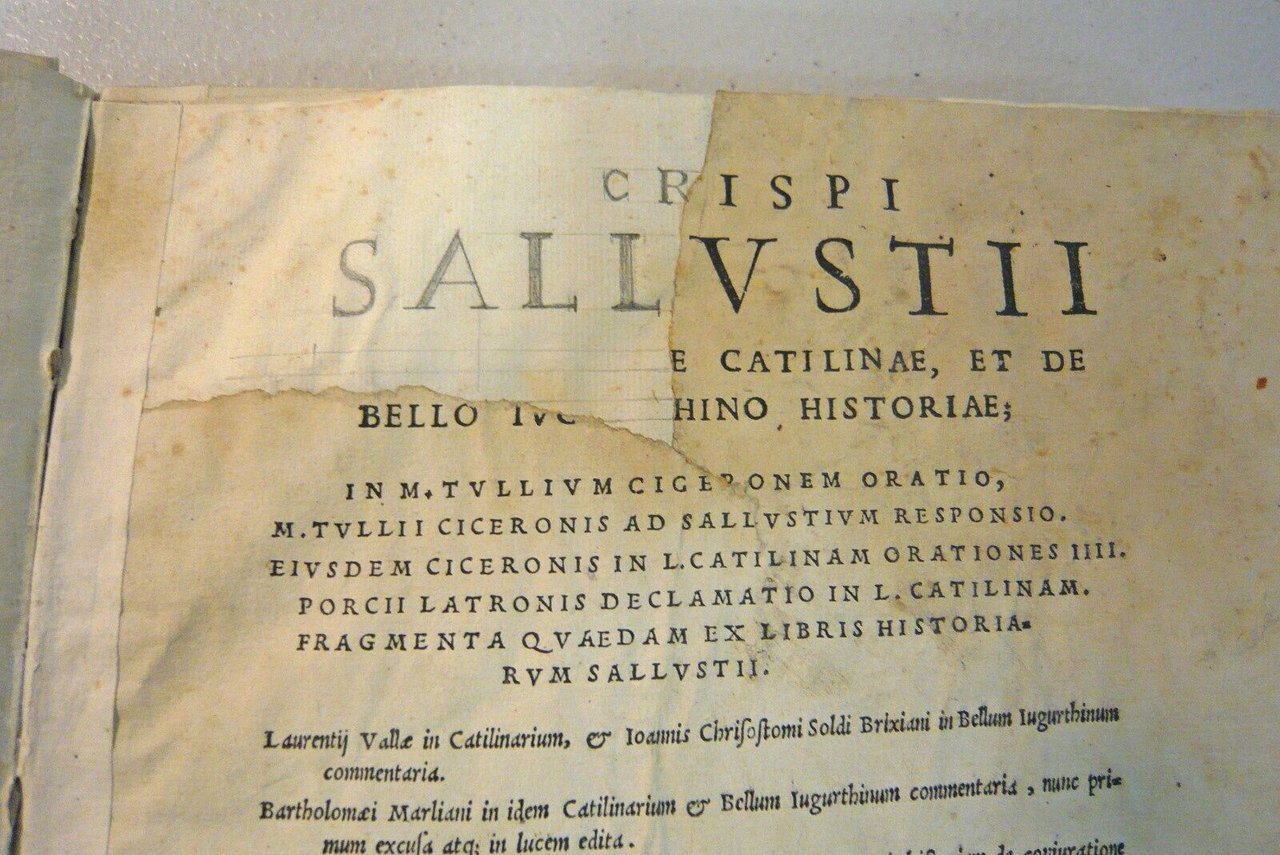 CRISPI
SALLVSTII
E CATILINAE, ET DE
BELLO IVC HINO HISTORIAE;
IN M. TVLLIVM CICERONEM ORATIO,
M. TVLLII CICERONIS AD SALLVSTIVM RESPONSIO.
EIVSDEM CICERONIS IN L. CATILINAM ORATIONES IIII.
PORCII LATRONIS DECLAMATIO IN L. CATILINAM.
FRAGMENTA QVAEDAM EX LIBRIS HISTORIA=
RVM SALLVSTII.
Laurentij Vallæ in Catilinarium, & Ioannis Chriſoſtomi Soldi Brixiani in Bellum Iugurthinum
commentaria.
Bartholomæi Marliani in idem Catilinarium & Bellum Iugurthinum commentaria, nunc pri=
mum excuſa atq; in lucem edita.
de coniuratione